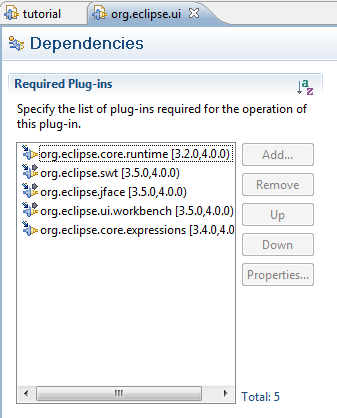 tutorial
org.eclipse.ui
Dependencies
Required Plug-ins
a
z
Specify the list of plug-ins required for the operation of
this plug-in.
org.eclipse.core.runtime [3.2.0,4.0.0)
org.eclipse.swt [3.5.0,4.0.0)
org.eclipse.jface [3.5.0,4.0.0)
org.eclipse.ui.workbench [3.5.0,4.0.0)
org.eclipse.core.expressions [3.4.0,4.0
Add...
Remove
Up
Down
Properties...
Total: 5